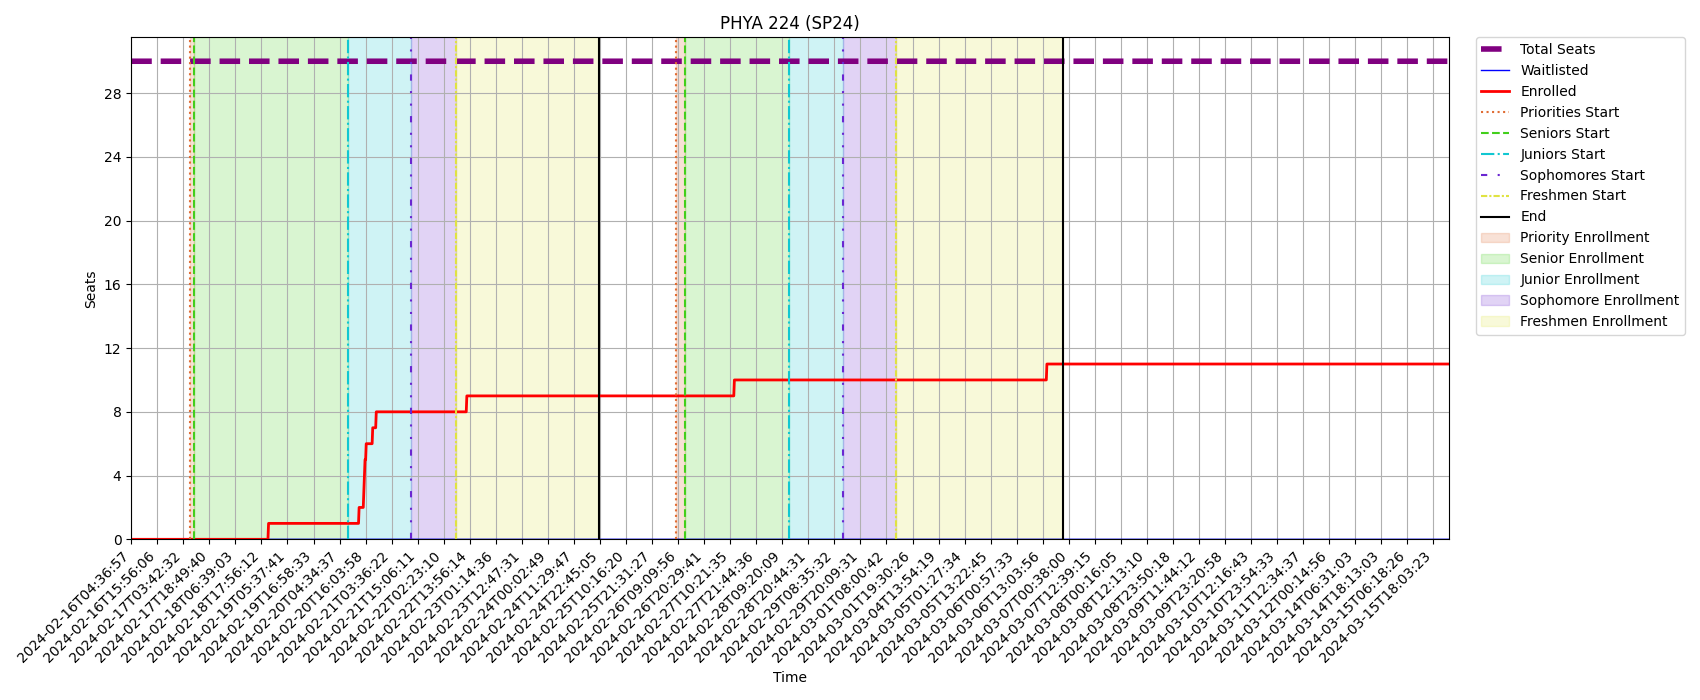 PHYA 224 (SP24)
Total Seats
Waitlisted
Enrolled
Priorities Start
Seniors Start
Juniors Start
Sophomores Start
Freshmen Start
End
Priority Enrollment
Senior Enrollment
Junior Enrollment
Sophomore Enrollment
Freshmen Enrollment
Seats
28
24
20
16
12
8
4
0
2024-02-16T04:36:57
2024-02-16T15:56:06
2024-02-17T03:42:32
2024-02-17T18:49:40
2024-02-18T06:39:03
2024-02-18T17:56:12
2024-02-19T05:37:41
2024-02-19T16:58:33
2024-02-20T04:34:37
2024-02-20T16:03:58
2024-02-21T03:36:22
2024-02-21T15:06:11
2024-02-22T02:23:10
2024-02-22T13:56:14
2024-02-23T01:14:36
2024-02-23T12:47:31
2024-02-24T00:02:49
2024-02-24T11:29:47
2024-02-24T22:45:05
2024-02-25T10:16:20
2024-02-25T21:31:27
2024-02-26T09:09:56
2024-02-26T20:29:41
2024-02-27T10:21:35
2024-02-27T21:44:36
2024-02-28T09:20:09
2024-02-28T20:44:31
2024-02-29T08:35:32
2024-02-29T20:09:31
2024-03-01T08:00:42
2024-03-01T19:30:26
2024-03-04T13:54:19
2024-03-05T01:27:34
2024-03-05T13:22:45
2024-03-06T00:57:33
2024-03-06T13:03:56
2024-03-07T00:38:00
2024-03-07T12:39:15
2024-03-08T00:16:05
2024-03-08T12:13:10
2024-03-08T23:50:18
2024-03-09T11:44:12
2024-03-09T23:20:58
2024-03-10T12:16:43
2024-03-10T23:54:33
2024-03-11T12:34:37
2024-03-12T00:14:56
2024-03-14T06:31:03
2024-03-14T18:13:03
2024-03-15T06:18:26
2024-03-15T18:03:23
Time